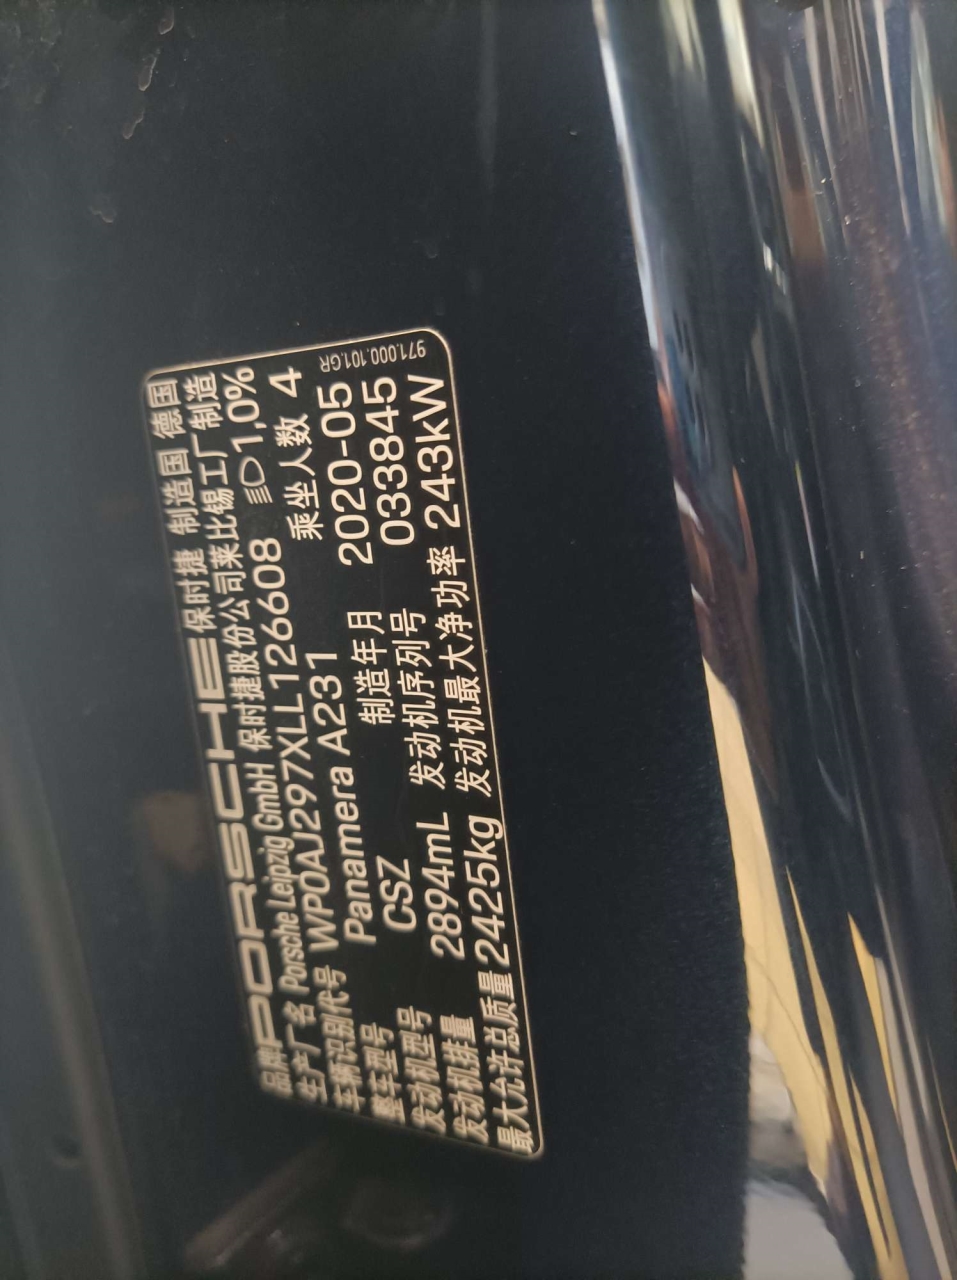 品牌 PORSCHE 保时捷 制造国 德国
生产厂名 Porsche Leipzig GmbH 保时捷股份公司莱比锡工厂制造
车辆识别代号 WP0AJ297XLL126608 1,0%
整车型号 Panamera A231 乘坐人数 4
发动机型号 CSZ 制造年月 2020-05
发动机排量 2894mL 发动机序列号 033845
最大允许总质量 2425kg 发动机最大净功率 243kW
971.000.101.GR